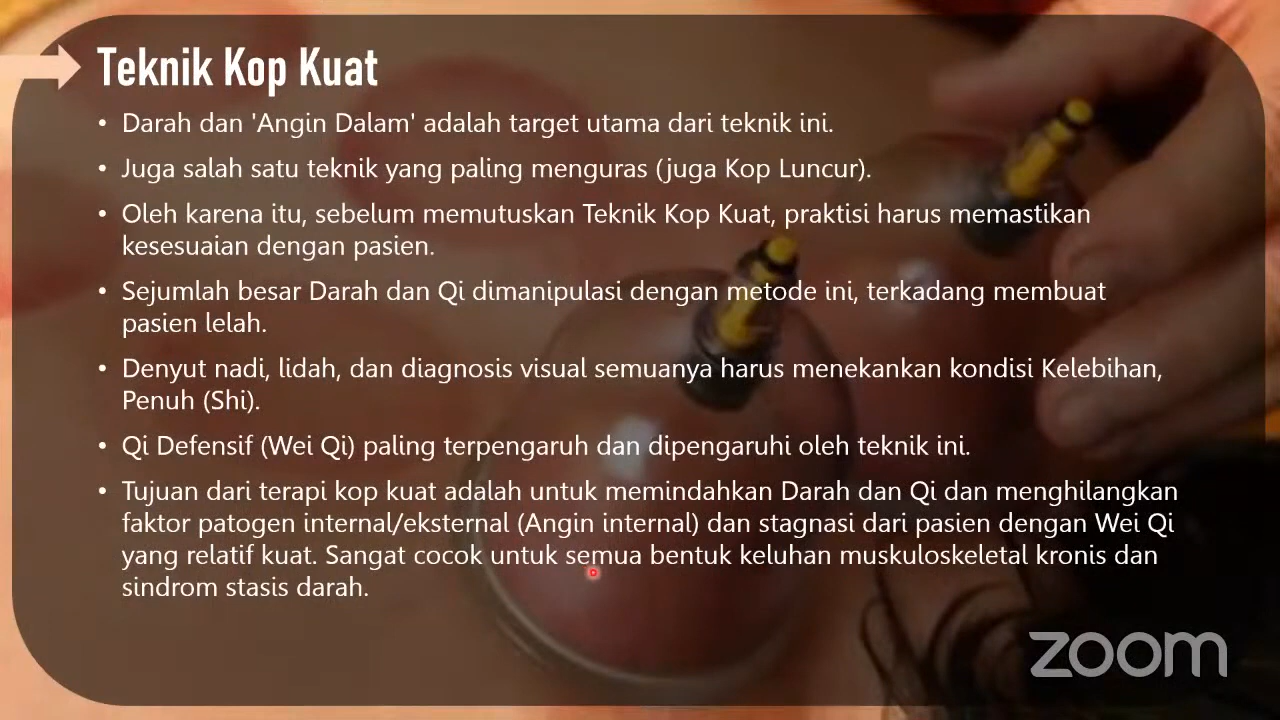 Teknik Kop Kuat
• Darah dan 'Angin Dalam' adalah target utama dari teknik ini.
• Juga salah satu teknik yang paling menguras (juga Kop Luncur).
• Oleh karena itu, sebelum memutuskan Teknik Kop Kuat, praktisi harus memastikan
kesesuaian dengan pasien.
• Sejumlah besar Darah dan Qi dimanipulasi dengan metode ini, terkadang membuat
pasien lelah.
• Denyut nadi, lidah, dan diagnosis visual semuanya harus menekankan kondisi Kelebihan,
Penuh (Shi).
• Qi Defensif (Wei Qi) paling terpengaruh dan dipengaruhi oleh teknik ini.
• Tujuan dari terapi kop kuat adalah untuk memindahkan Darah dan Qi dan menghilangkan
faktor patogen internal/eksternal (Angin internal) dan stagnasi dari pasien dengan Wei Qi
yang relatif kuat. Sangat cocok untuk semua bentuk keluhan muskuloskeletal kronis dan
sindrom stasis darah.
zoom